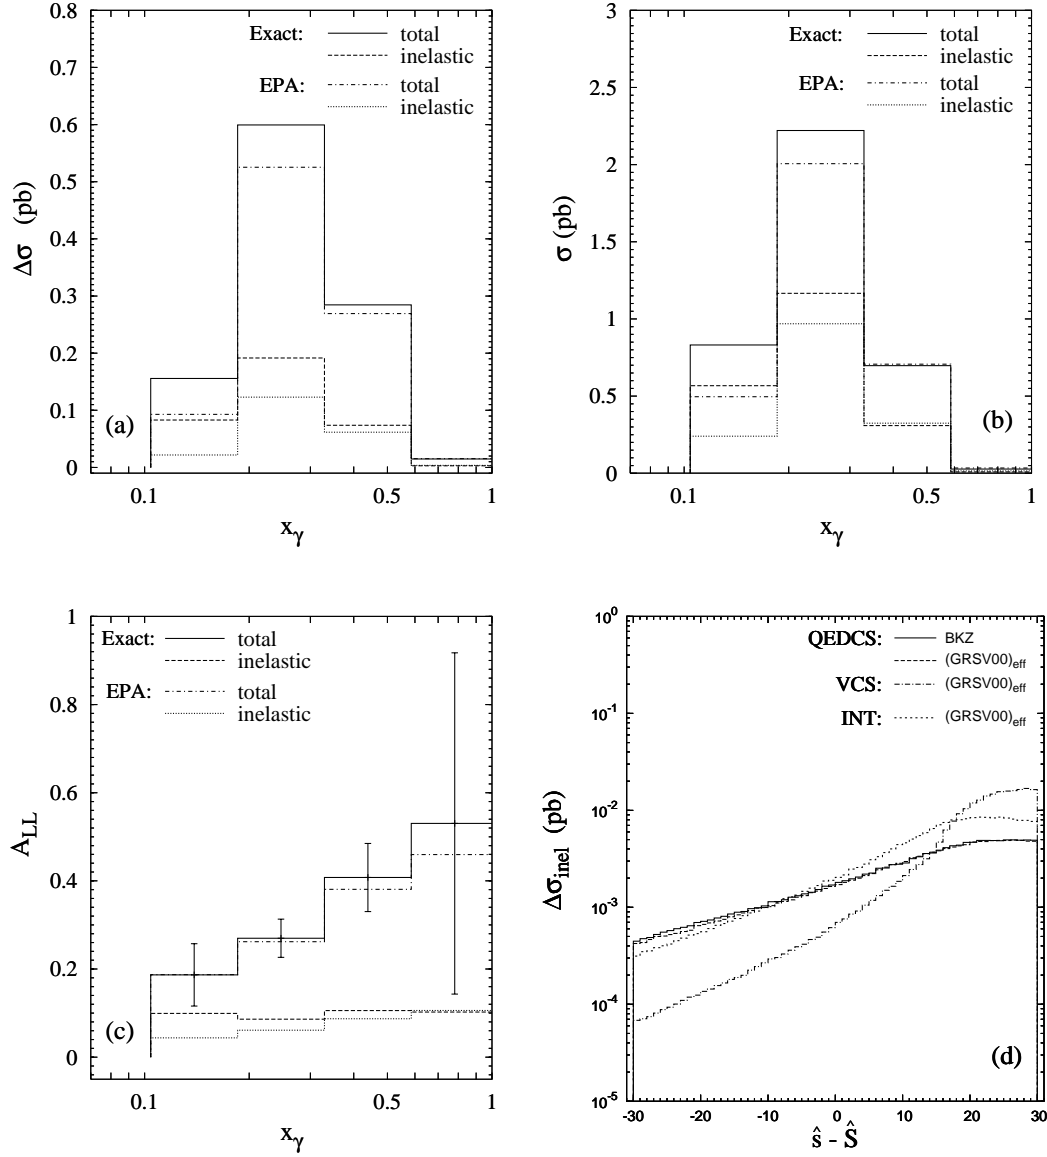 0.8
0.7
0.6
0.5
0.4
0.3
0.2
0.1
0
Δσ (pb)
Exact: total
inelastic
EPA: total
inelastic
(a)
0.1 0.5 1
xγ
3
2.5
2
1.5
1
0.5
0
σ (pb)
Exact: total
inelastic
EPA: total
inelastic
(b)
0.1 0.5 1
xγ
1
0.8
0.6
0.4
0.2
0
A_LL
Exact: total
inelastic
EPA: total
inelastic
(c)
0.1 0.5 1
xγ
10^0
10^-1
10^-2
10^-3
10^-4
10^-5
Δσ_inel (pb)
QEDCS: BKZ
(GRSV00)_eff
VCS: (GRSV00)_eff
INT: (GRSV00)_eff
(d)
-30 -20 -10 0 10 20 30
ŝ - Ŝ